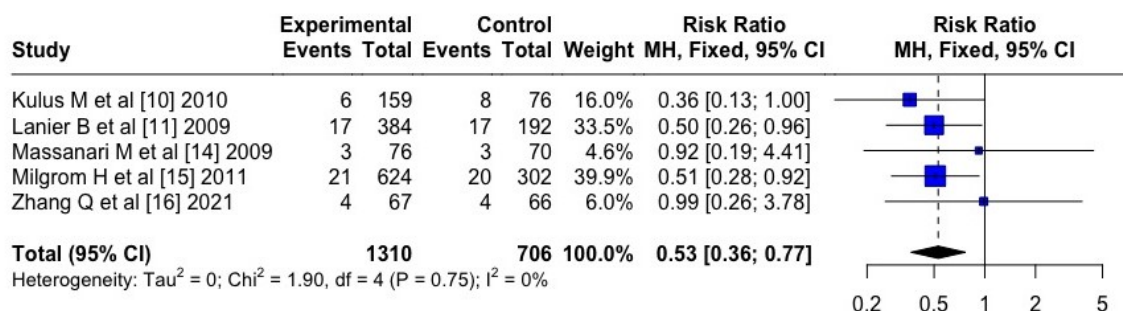 Experimental Control Risk Ratio Risk Ratio
Study Events Total Events Total Weight MH, Fixed, 95% CI MH, Fixed, 95% CI
Kulus M et al [10] 2010 6 159 8 76 16.0% 0.36 [0.13; 1.00]
Lanier B et al [11] 2009 17 384 17 192 33.5% 0.50 [0.26; 0.96]
Massanari M et al [14] 2009 3 76 3 70 4.6% 0.92 [0.19; 4.41]
Milgrom H et al [15] 2011 21 624 20 302 39.9% 0.51 [0.28; 0.92]
Zhang Q et al [16] 2021 4 67 4 66 6.0% 0.99 [0.26; 3.78]
Total (95% CI) 1310 706 100.0% 0.53 [0.36; 0.77]
Heterogeneity: Tau² = 0; Chi² = 1.90, df = 4 (P = 0.75); I² = 0%
0.2 0.5 1 2 5